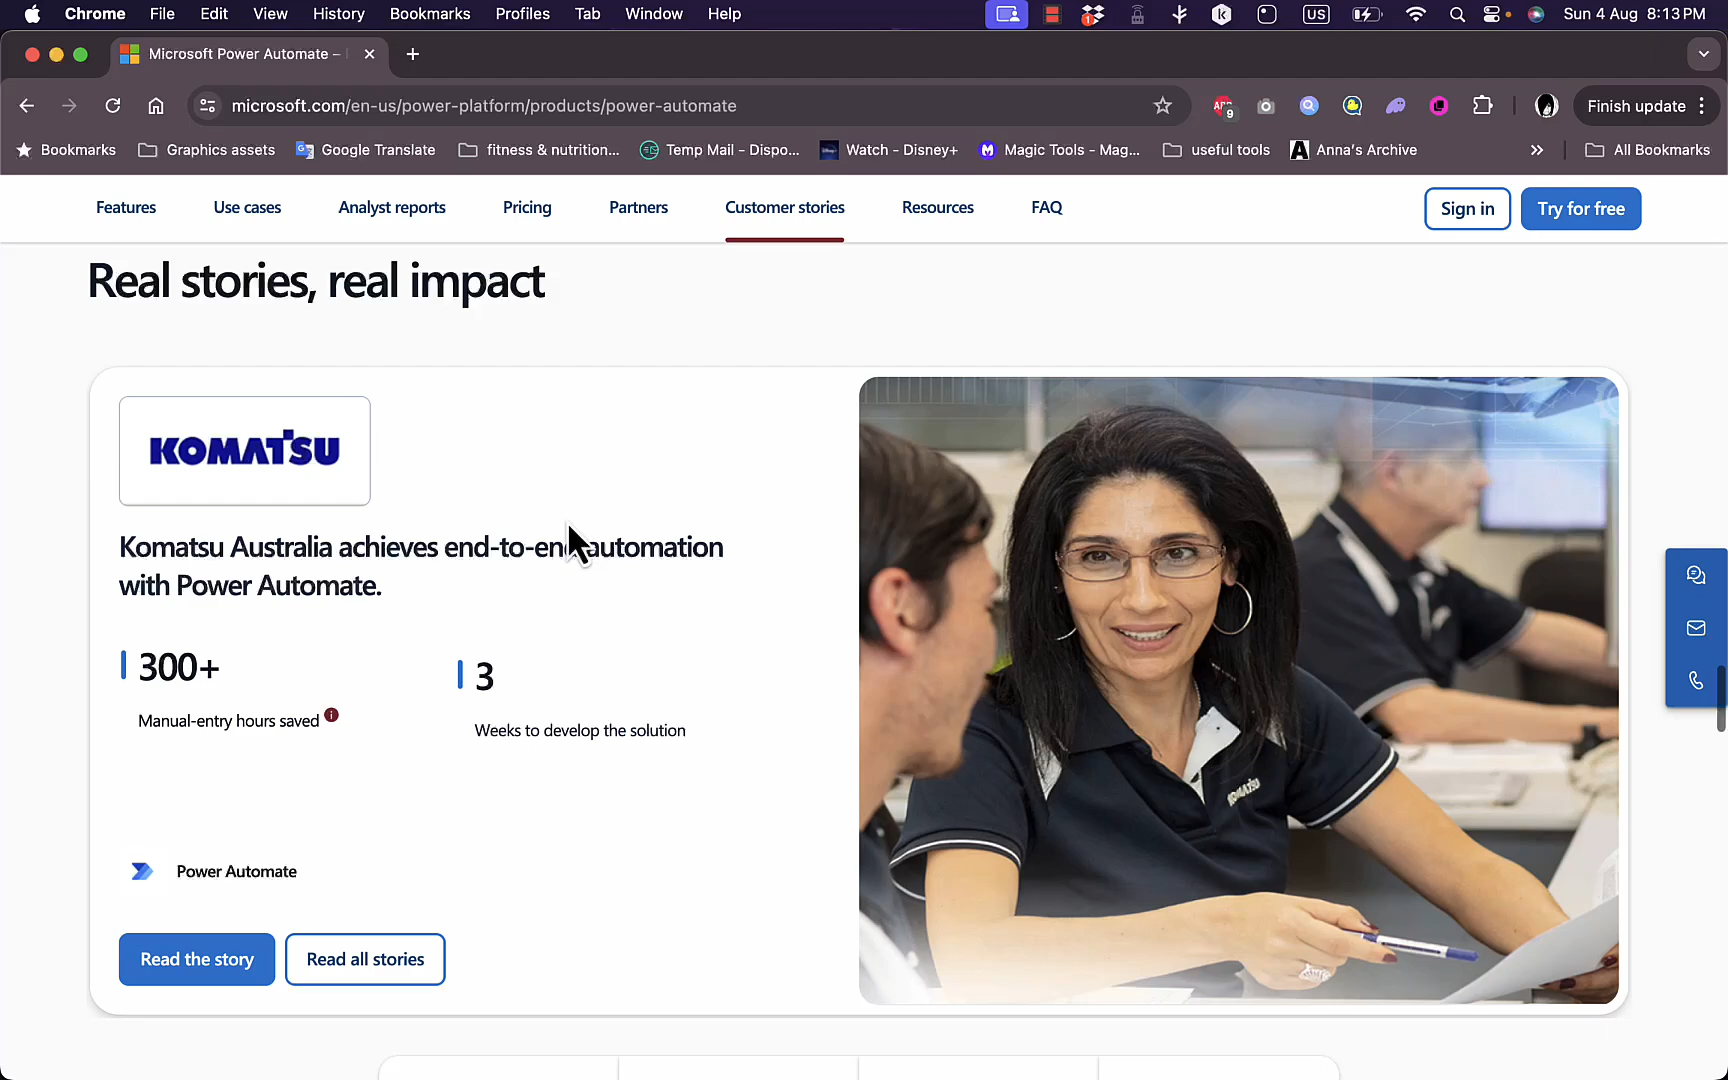 Chrome File Edit View History Bookmarks Profiles Tab Window Help US Sun 4 Aug 8:13 PM
Microsoft Power Automate –
microsoft.com/en-us/power-platform/products/power-automate 9 Finish update
Bookmarks Graphics assets Google Translate fitness & nutrition... Temp Mail - Dispo... Watch - Disney+ Magic Tools - Mag... useful tools Anna's Archive All Bookmarks
Features Use cases Analyst reports Pricing Partners Customer stories Resources FAQ Sign in Try for free
Real stories, real impact
KOMATSU
Komatsu Australia achieves end-to-end automation
with Power Automate.
300+ 3
Manual-entry hours saved
Weeks to develop the solution
KOMATSU
Power Automate
Read the story Read all stories